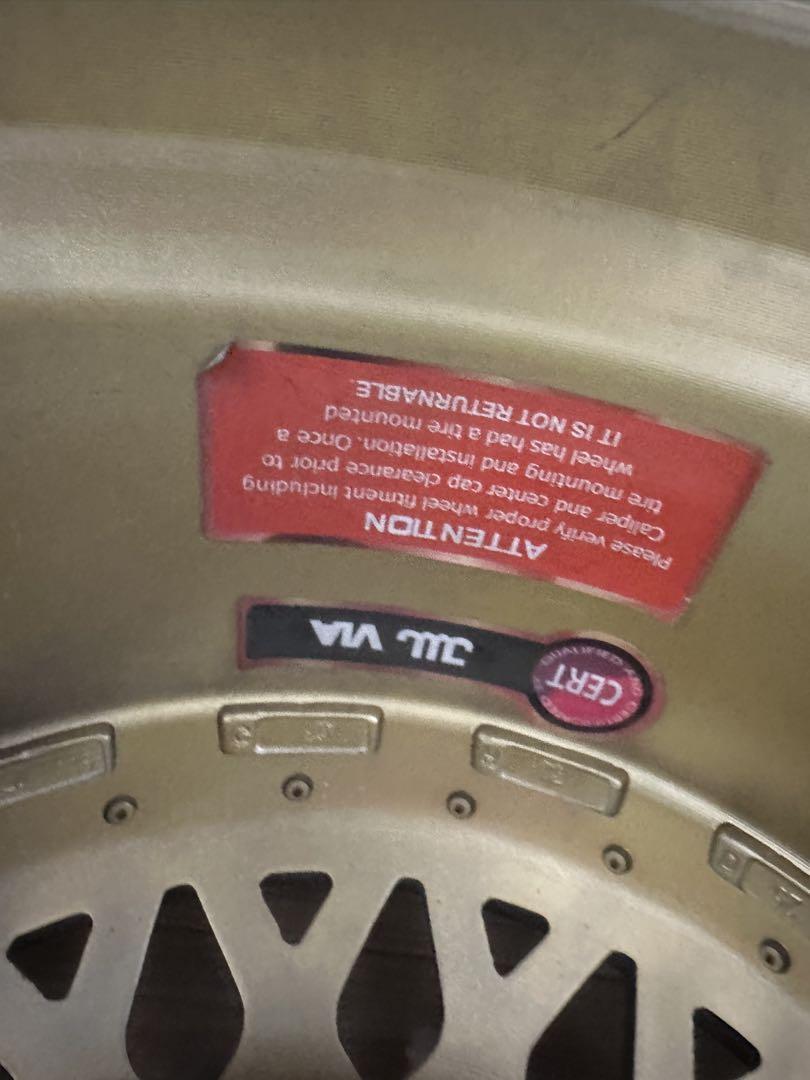 ATTENTION
Please verify proper wheel fitment including
Caliper and center cap clearance prior to
tire mounting and installation. Once a
wheel has had a tire mounted
IT IS NOT RETURNABLE.
CERT JWL VIA